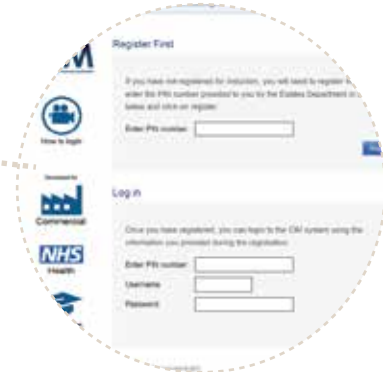 M
Register First
If you have not registered for induction, you will need to register
enter the PIN number provided to you by the Estates Department in
below and click on register.
Enter PIN number
How to login
Log in
Commercial
Once you have registered, you can login to the CIM system using the
information you provided during the registration.
NHS
Health
Enter PIN number
Username
Password